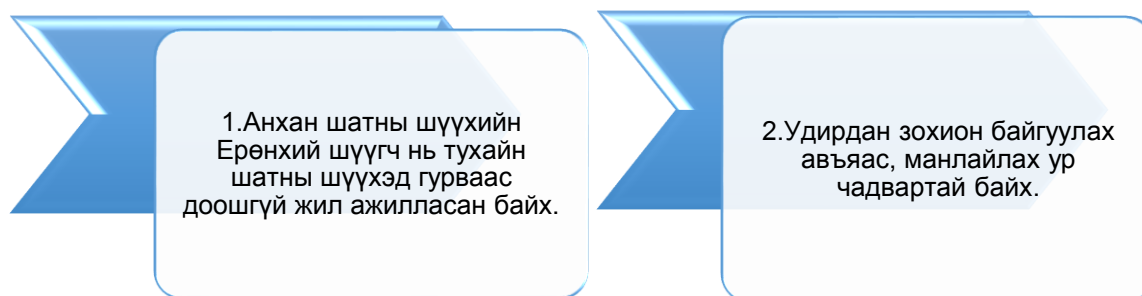 1.Анхан шатны шүүхийн
Ерөнхий шүүгч нь тухайн
шатны шүүхэд гурваас
доошгүй жил ажилласан байх.
2.Удирдан зохион байгуулах
авъяас, манлайлах ур
чадвартай байх.